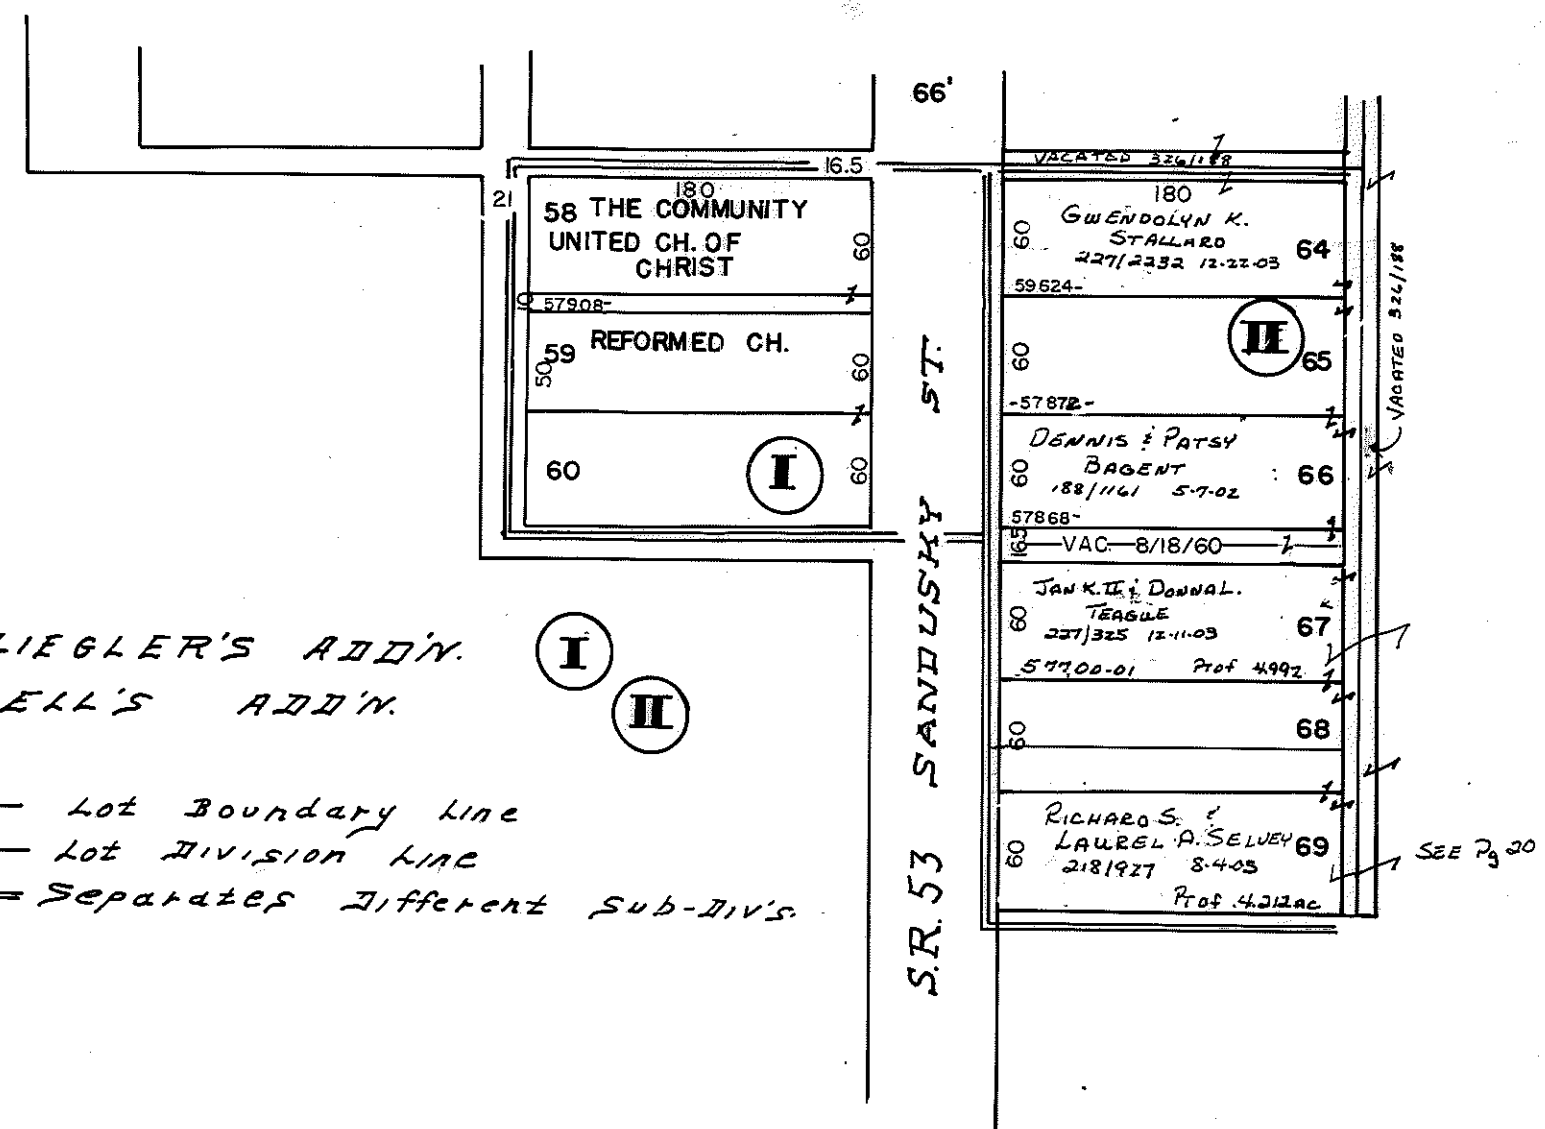 66'
VACATED 326/188
16.5
21
180
58 THE COMMUNITY
UNITED CH. OF
CHRIST
60
57908-
10
REFORMED CH.
59
50
60
60
I
60
180
GWENDOLYN K.
STALLARD
227/2232 12-22-03
60
64
59624-
II
60
65
-57872-
DENNIS & PATSY
BAGENT
188/1161 5-7-02
60
66
57868-
16.5
VAC. 8/18/60
JAN K. II & DONNA L.
TEAGUE
227/325 12-11-03
60
67
57700-01 Pt of 4.992
60
68
RICHARD S. &
LAUREL A. SELVEY
218/927 8-4-03
60
69
Pt of 4.212 AC
SEE Pg 20
VACATED 326/188
S.R. 53 SANDUSKY ST.
LIEGLER'S ADD'N. I
ELL'S ADD'N. II
— Lot Boundary Line
— Lot Division Line
= Separates Different Sub-Div's.